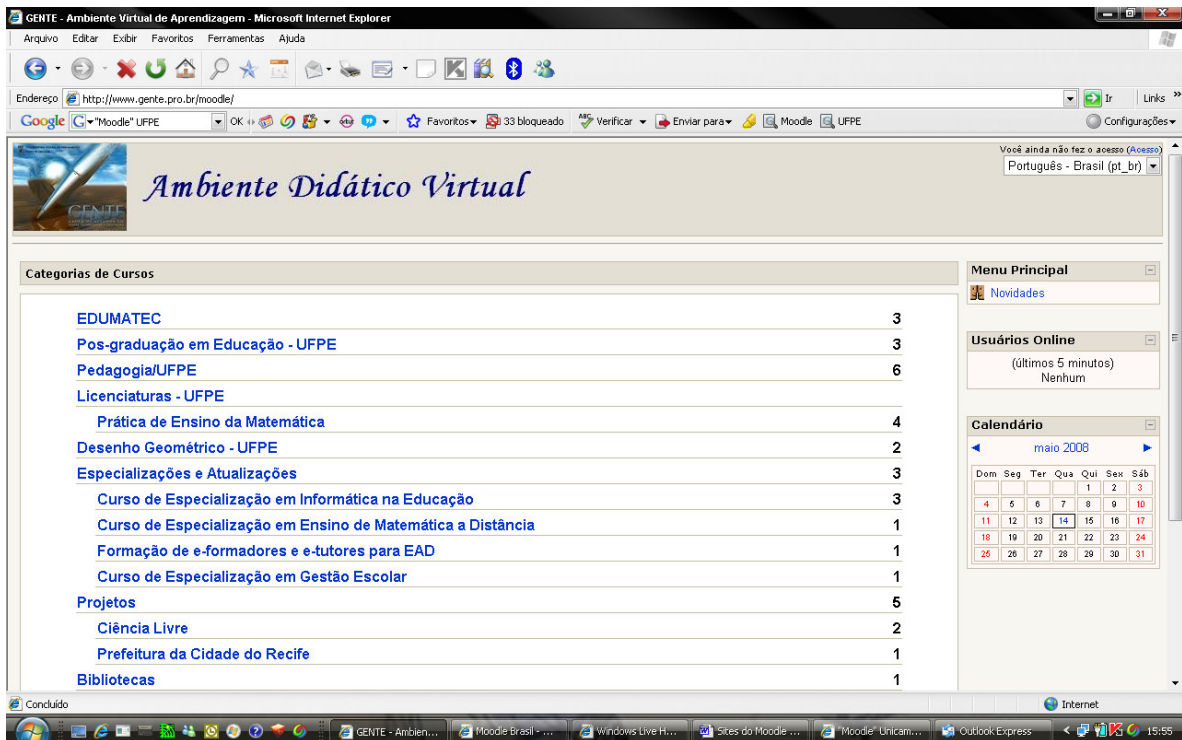 GENTE - Ambiente Virtual de Aprendizagem - Microsoft Internet Explorer
Arquivo Editar Exibir Favoritos Ferramentas Ajuda
Endereço http://www.gente.pro.br/moodle/ Ir Links »
Google G "Moodle" UFPE OK Favoritos 33 bloqueado Verificar Enviar para Moodle UFPE Configurações
Você ainda não fez o acesso (Acesso)
Português - Brasil (pt_br)
GENTE
Ambiente Didático Virtual
Categorias de Cursos
EDUMATEC 3
Pos-graduação em Educação - UFPE 3
Pedagogia/UFPE 6
Licenciaturas - UFPE
Prática de Ensino da Matemática 4
Desenho Geométrico - UFPE 2
Especializações e Atualizações 3
Curso de Especialização em Informática na Educação 3
Curso de Especialização em Ensino de Matemática a Distância 1
Formação de e-formadores e e-tutores para EAD 1
Curso de Especialização em Gestão Escolar 1
Projetos 5
Ciência Livre 2
Prefeitura da Cidade do Recife 1
Bibliotecas 1
Menu Principal
Novidades
Usuários Online
(últimos 5 minutos)
Nenhum
Calendário
maio 2008
Dom Seg Ter Qua Qui Sex Sáb
1 2 3
4 5 6 7 8 9 10
11 12 13 14 15 16 17
18 19 20 21 22 23 24
25 26 27 28 29 30 31
Concluído Internet
GENTE - Ambien... Moodle Brasil - ... Windows Live H... Sites do Moodle ... "Moodle" Unicam... Outlook Express 15:55